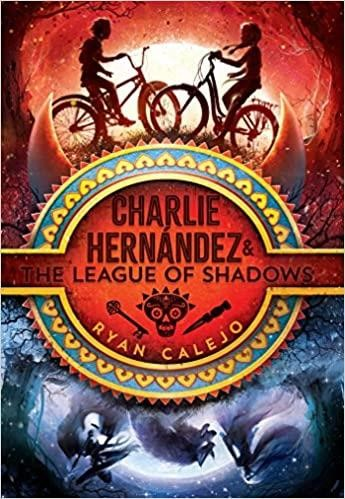 CHARLIE
HERNÁNDEZ &
THE LEAGUE OF SHADOWS
RYAN CALEJO